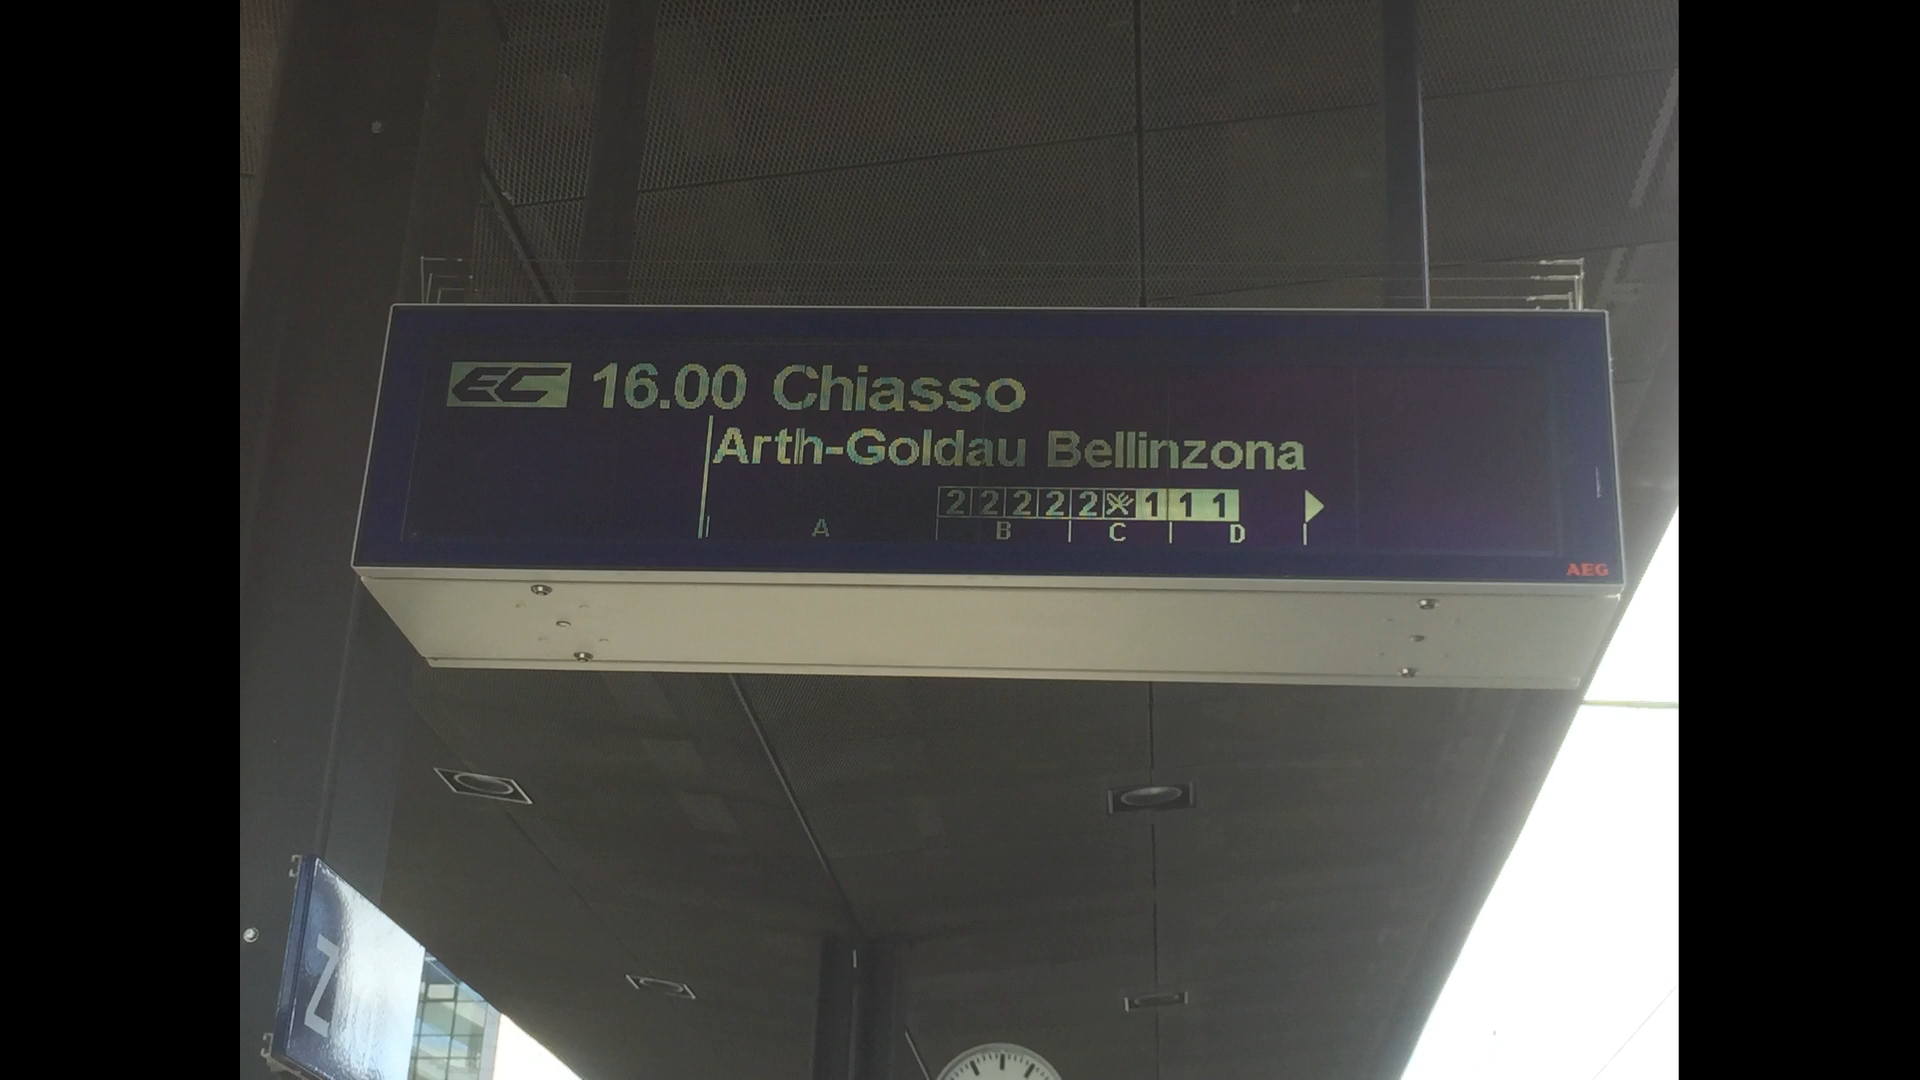 EC 16.00 Chiasso
Arth-Goldau Bellinzona
2 2 2 2 2 1 1 1
A B C D
AEG
Z